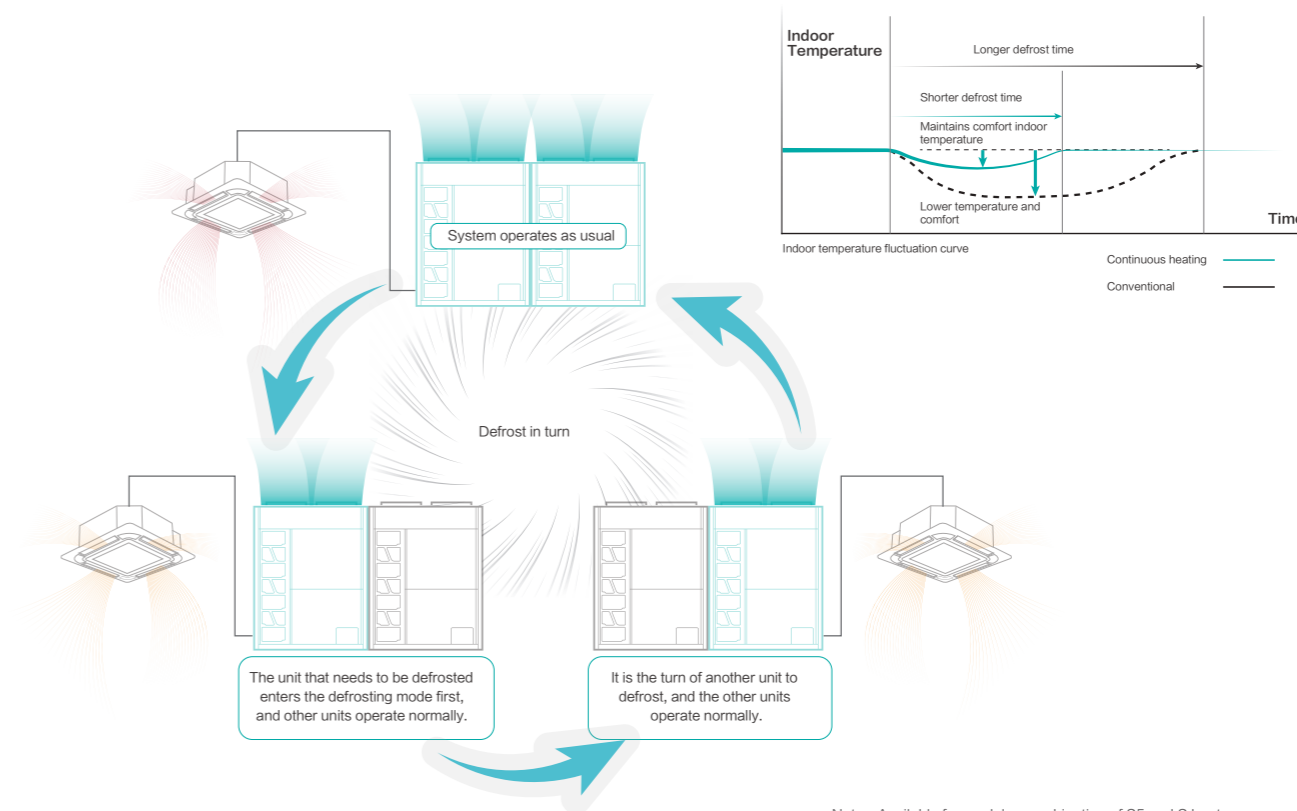 Indoor
Temperature
Longer defrost time
Shorter defrost time
Maintains comfort indoor
temperature
Lower temperature and
comfort
Time
Indoor temperature fluctuation curve
Continuous heating
Conventional
System operates as usual
Defrost in turn
The unit that needs to be defrosted
enters the defrosting mode first,
and other units operate normally.
It is the turn of another unit to
defrost, and the other units
operate normally.